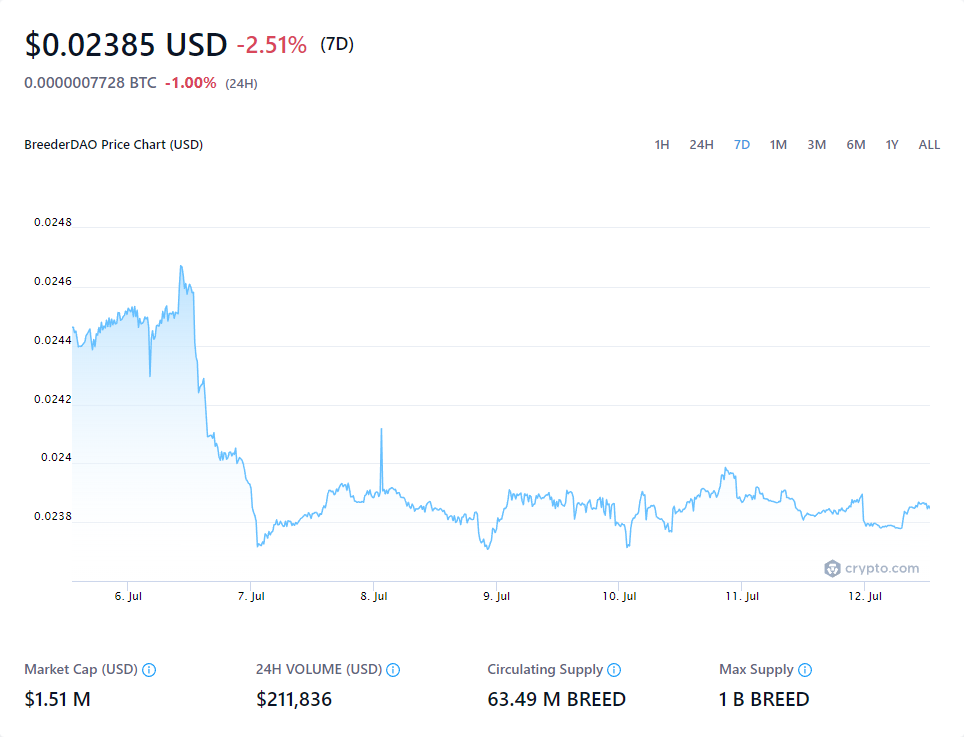 $0.02385 USD -2.51% (7D)
0.0000007728 BTC -1.00% (24H)
BreederDAO Price Chart (USD) 1H 24H 7D 1M 3M 6M 1Y ALL
0.0248
0.0246
0.0244
0.0242
0.024
0.0238
crypto.com
6. Jul 7. Jul 8. Jul 9. Jul 10. Jul 11. Jul 12. Jul
Market Cap (USD) 24H VOLUME (USD) Circulating Supply Max Supply
$1.51 M $211,836 63.49 M BREED 1 B BREED